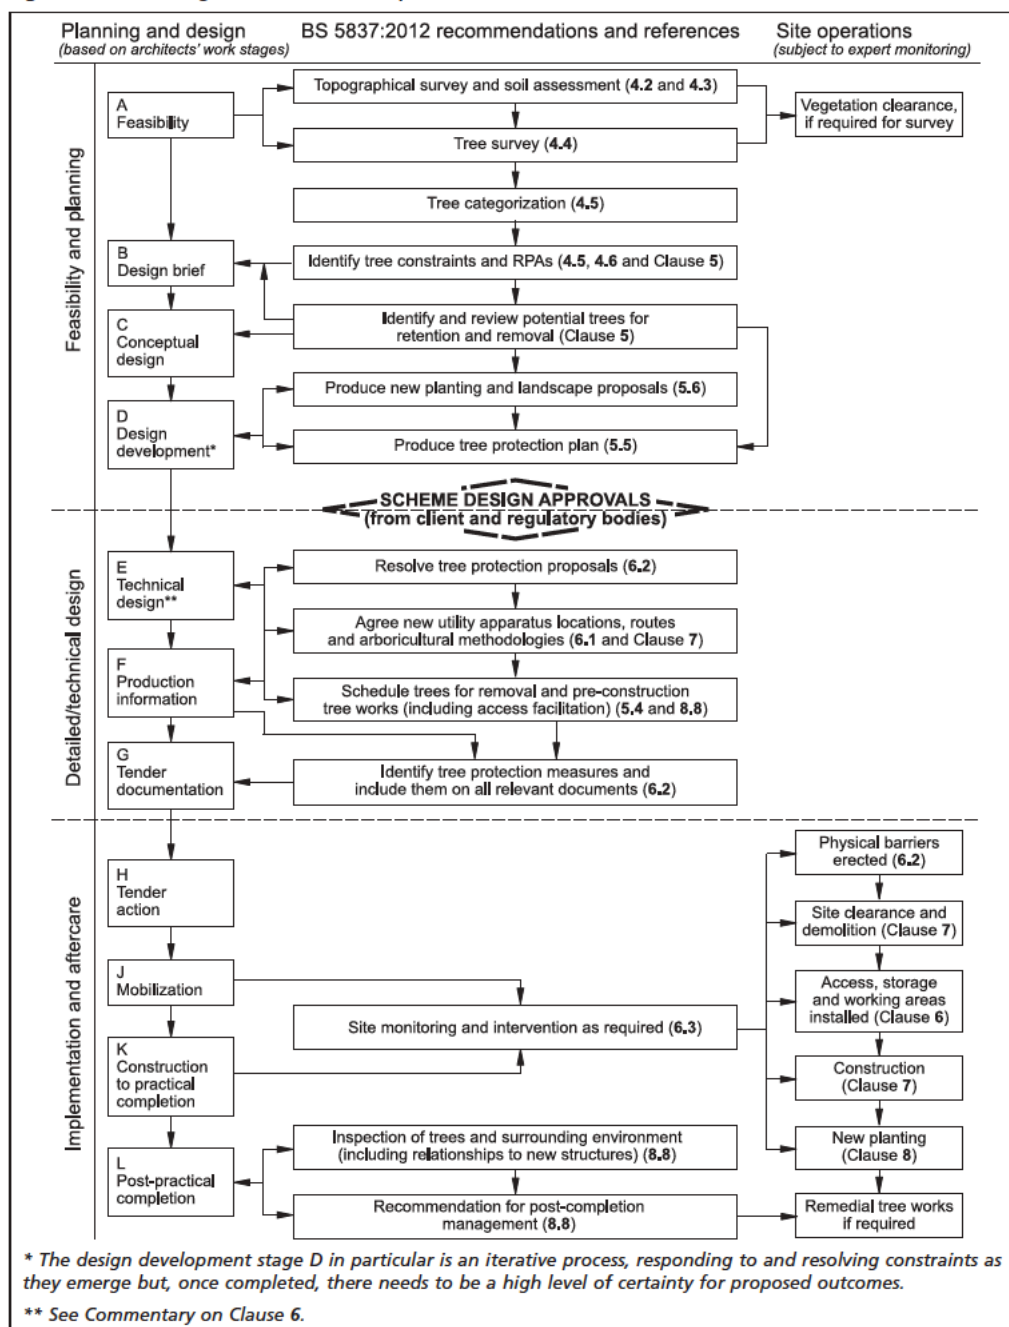 Planning and design
(based on architects' work stages)
BS 5837:2012 recommendations and references
Site operations
(subject to expert monitoring)
Feasibility and planning
A
Feasibility
Topographical survey and soil assessment (4.2 and 4.3)
Vegetation clearance,
if required for survey
Tree survey (4.4)
Tree categorization (4.5)
B
Design brief
Identify tree constraints and RPAs (4.5, 4.6 and Clause 5)
C
Conceptual
design
Identify and review potential trees for
retention and removal (Clause 5)
Produce new planting and landscape proposals (5.6)
D
Design
development*
Produce tree protection plan (5.5)
SCHEME DESIGN APPROVALS
(from client and regulatory bodies)
Detailed/technical design
E
Technical
design**
Resolve tree protection proposals (6.2)
Agree new utility apparatus locations, routes
and arboricultural methodologies (6.1 and Clause 7)
F
Production
information
Schedule trees for removal and pre-construction
tree works (including access facilitation) (5.4 and 8.8)
G
Tender
documentation
Identify tree protection measures and
include them on all relevant documents (6.2)
Implementation and aftercare
H
Tender
action
Physical barriers
erected (6.2)
Site clearance and
demolition (Clause 7)
J
Mobilization
Access, storage
and working areas
installed (Clause 6)
Site monitoring and intervention as required (6.3)
K
Construction
to practical
completion
Construction
(Clause 7)
L
Post-practical
completion
Inspection of trees and surrounding environment
(including relationships to new structures) (8.8)
New planting
(Clause 8)
Recommendation for post-completion
management (8.8)
Remedial tree works
if required
* The design development stage D in particular is an iterative process, responding to and resolving constraints as
they emerge but, once completed, there needs to be a high level of certainty for proposed outcomes.
** See Commentary on Clause 6.